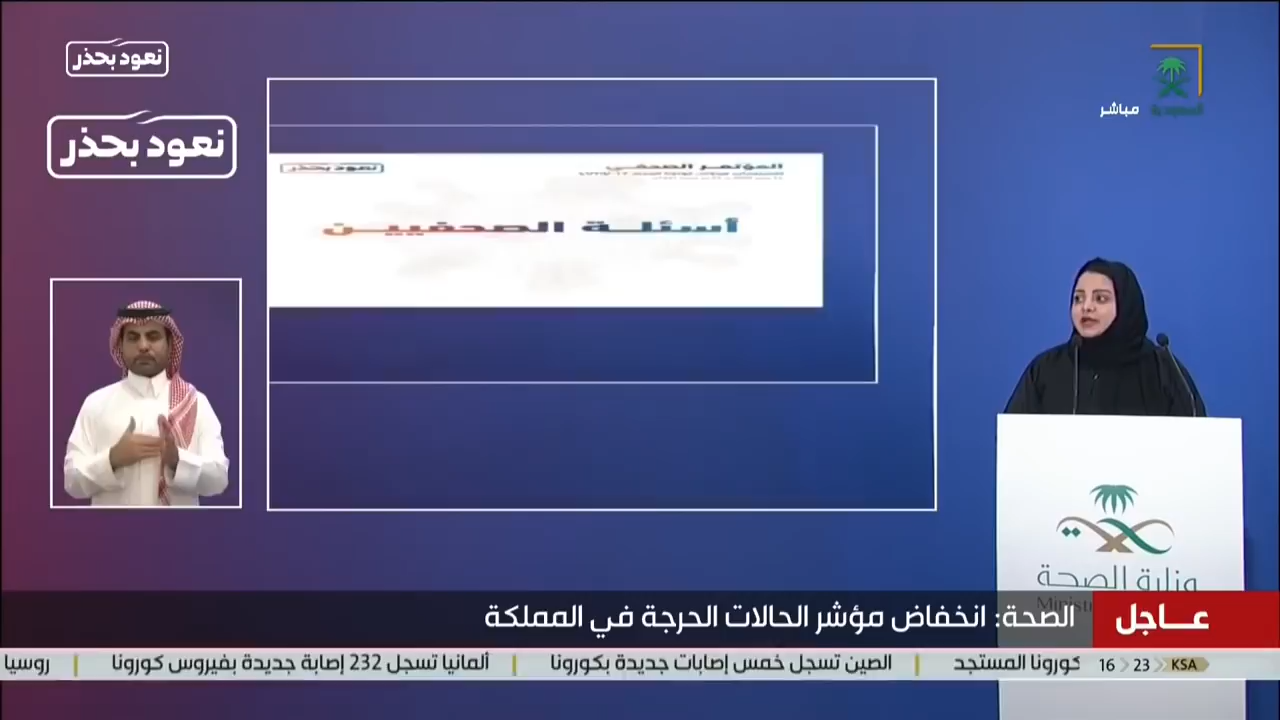 نعود بحذر
السعودية
مباشر
نعود بحذر
المؤتمر الصحفي
نعود بحذر
أسئلة الصحفيين
وزارة الصحة
عاجل
الصحة: انخفاض مؤشر الحالات الحرجة في المملكة
KSA 23 16
كورونا المستجد | الصين تسجل خمس إصابات جديدة بكورونا | ألمانيا تسجل 232 إصابة جديدة بفيروس كورونا | روسيا